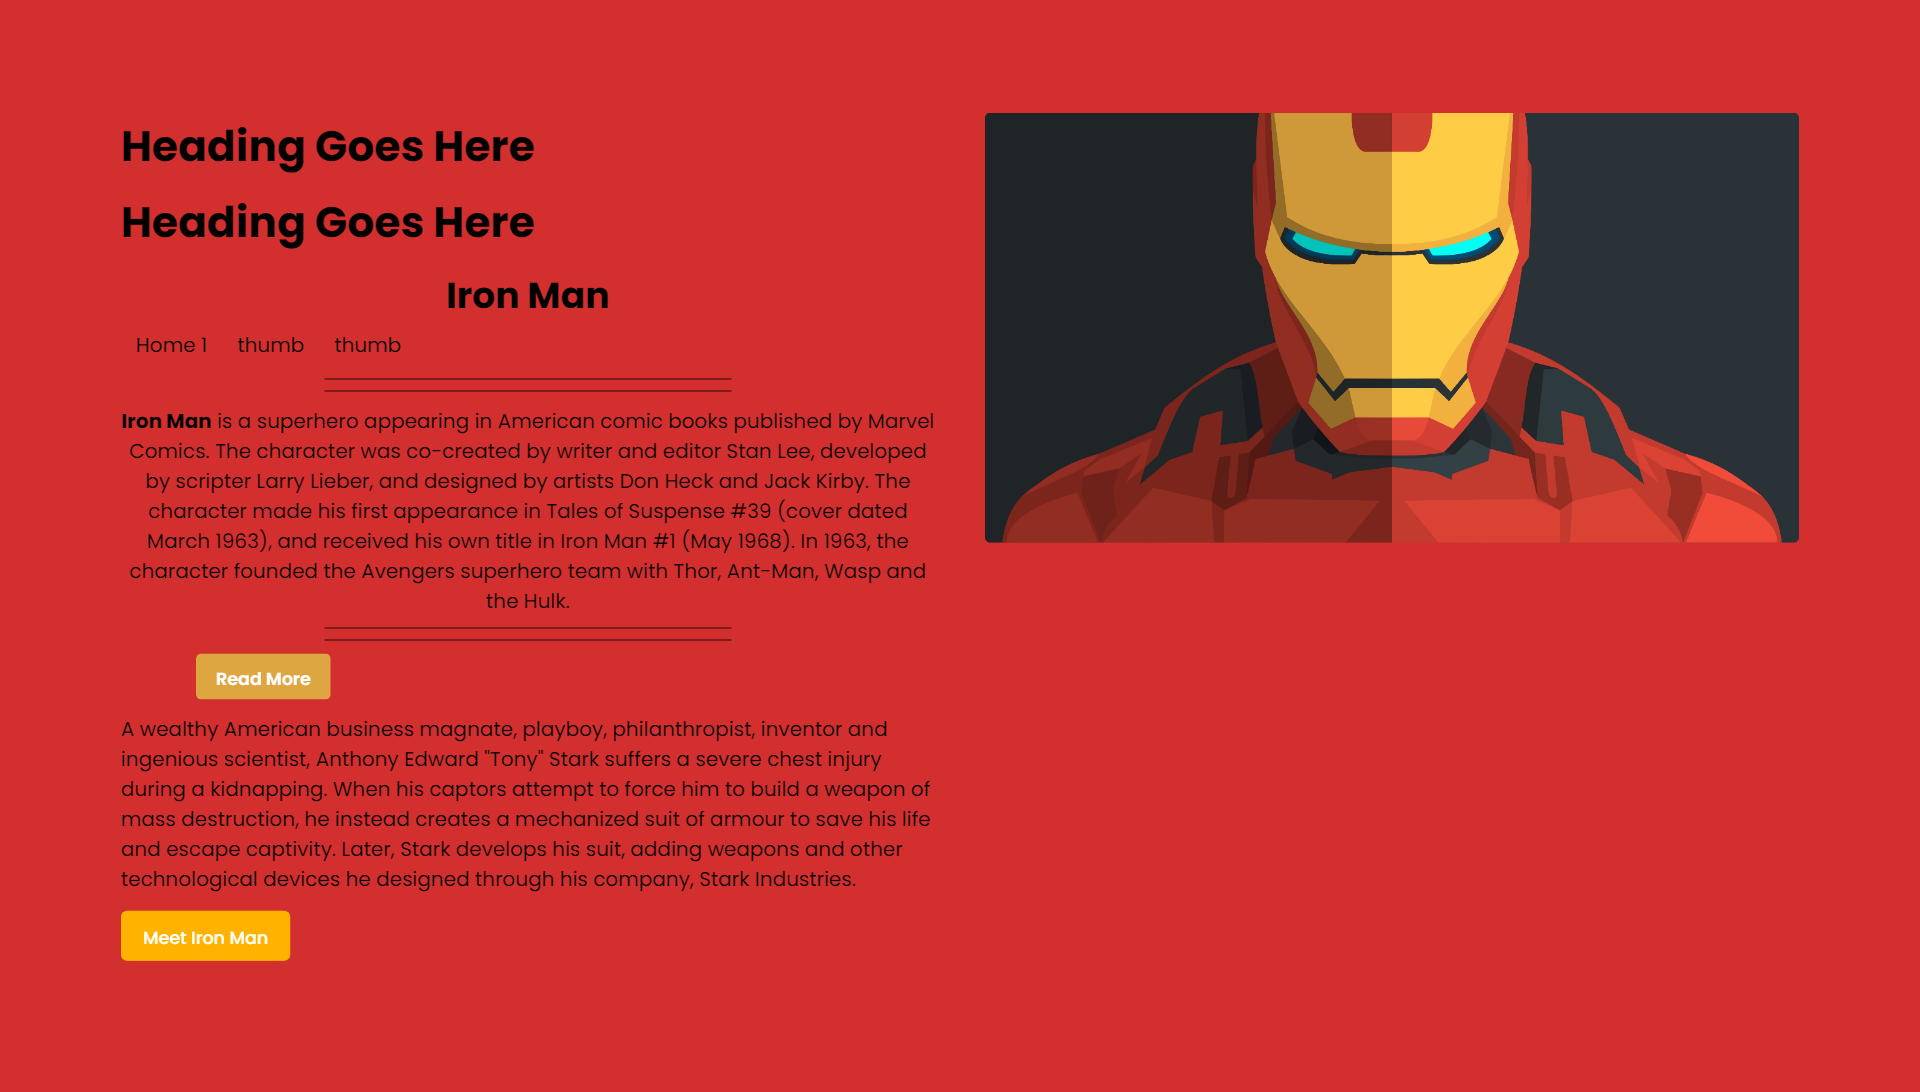 Heading Goes Here
Heading Goes Here
Iron Man
Home 1 thumb thumb
Iron Man is a superhero appearing in American comic books published by Marvel
Comics. The character was co-created by writer and editor Stan Lee, developed
by scripter Larry Lieber, and designed by artists Don Heck and Jack Kirby. The
character made his first appearance in Tales of Suspense #39 (cover dated
March 1963), and received his own title in Iron Man #1 (May 1968). In 1963, the
character founded the Avengers superhero team with Thor, Ant-Man, Wasp and
the Hulk.
Read More
A wealthy American business magnate, playboy, philanthropist, inventor and
ingenious scientist, Anthony Edward "Tony" Stark suffers a severe chest injury
during a kidnapping. When his captors attempt to force him to build a weapon of
mass destruction, he instead creates a mechanized suit of armour to save his life
and escape captivity. Later, Stark develops his suit, adding weapons and other
technological devices he designed through his company, Stark Industries.
Meet Iron Man